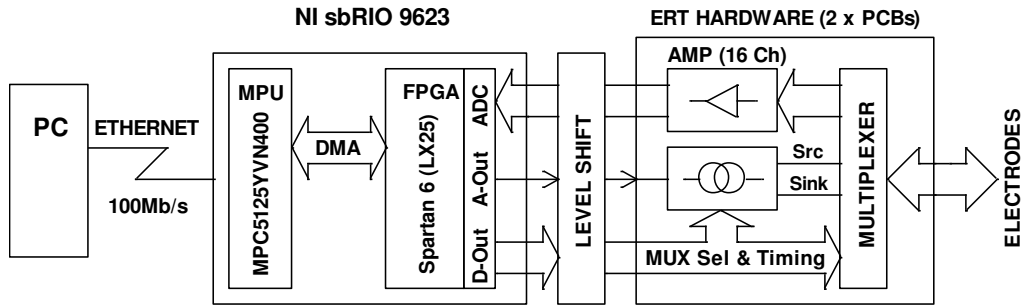 NI sbRIO 9623
ERT HARDWARE (2 x PCBs)
PC
ETHERNET
100Mb/s
MPU
MPC5125YVN400
DMA
FPGA
Spartan 6 (LX25)
ADC
A-Out
D-Out
LEVEL SHIFT
AMP (16 Ch)
Src
Sink
MUX Sel & Timing
MULTIPLEXER
ELECTRODES